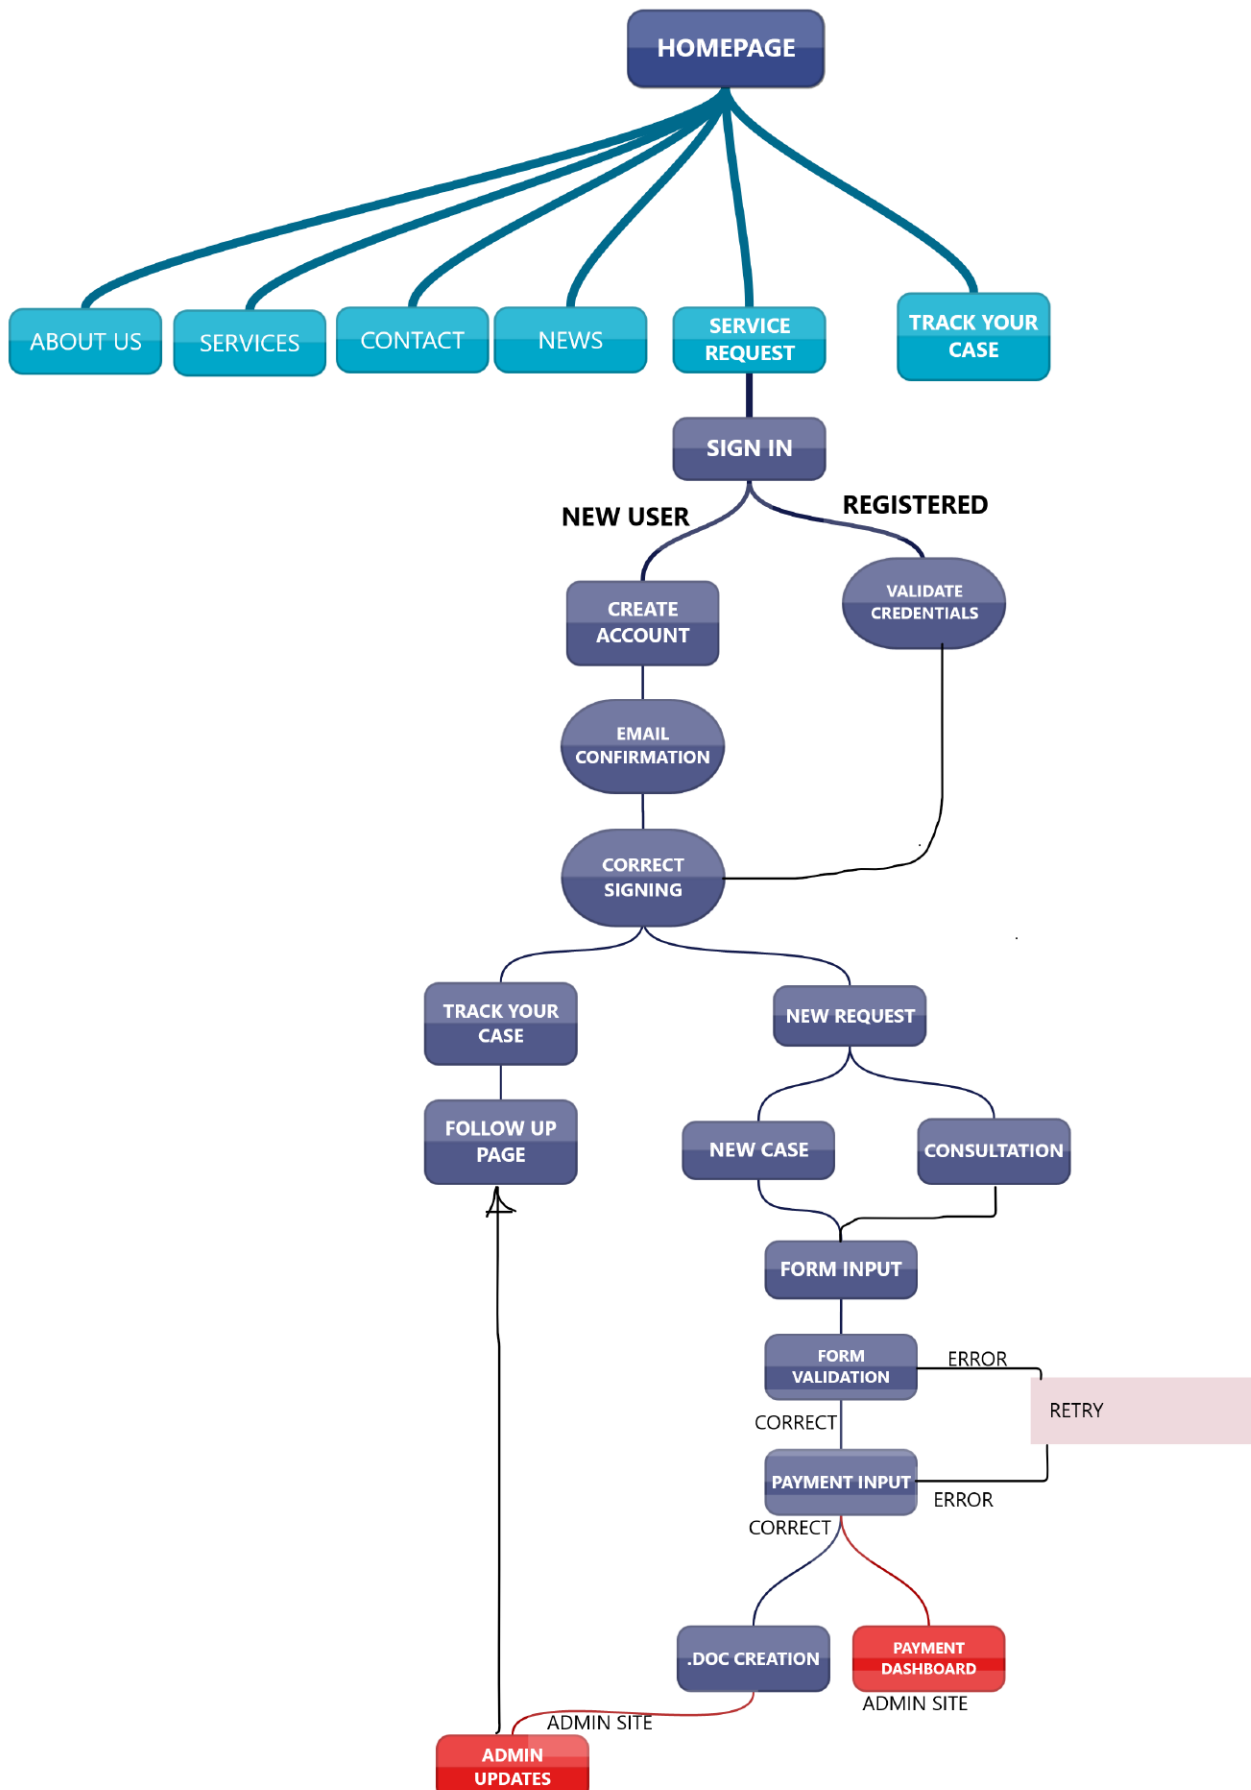 HOMEPAGE
ABOUT US
SERVICES
CONTACT
NEWS
SERVICE
REQUEST
TRACK YOUR
CASE
SIGN IN
NEW USER
REGISTERED
CREATE
ACCOUNT
VALIDATE
CREDENTIALS
EMAIL
CONFIRMATION
CORRECT
SIGNING
TRACK YOUR
CASE
NEW REQUEST
FOLLOW UP
PAGE
NEW CASE
CONSULTATION
FORM INPUT
FORM
VALIDATION
ERROR
RETRY
CORRECT
PAYMENT INPUT
ERROR
CORRECT
.DOC CREATION
PAYMENT
DASHBOARD
ADMIN SITE
ADMIN SITE
ADMIN
UPDATES